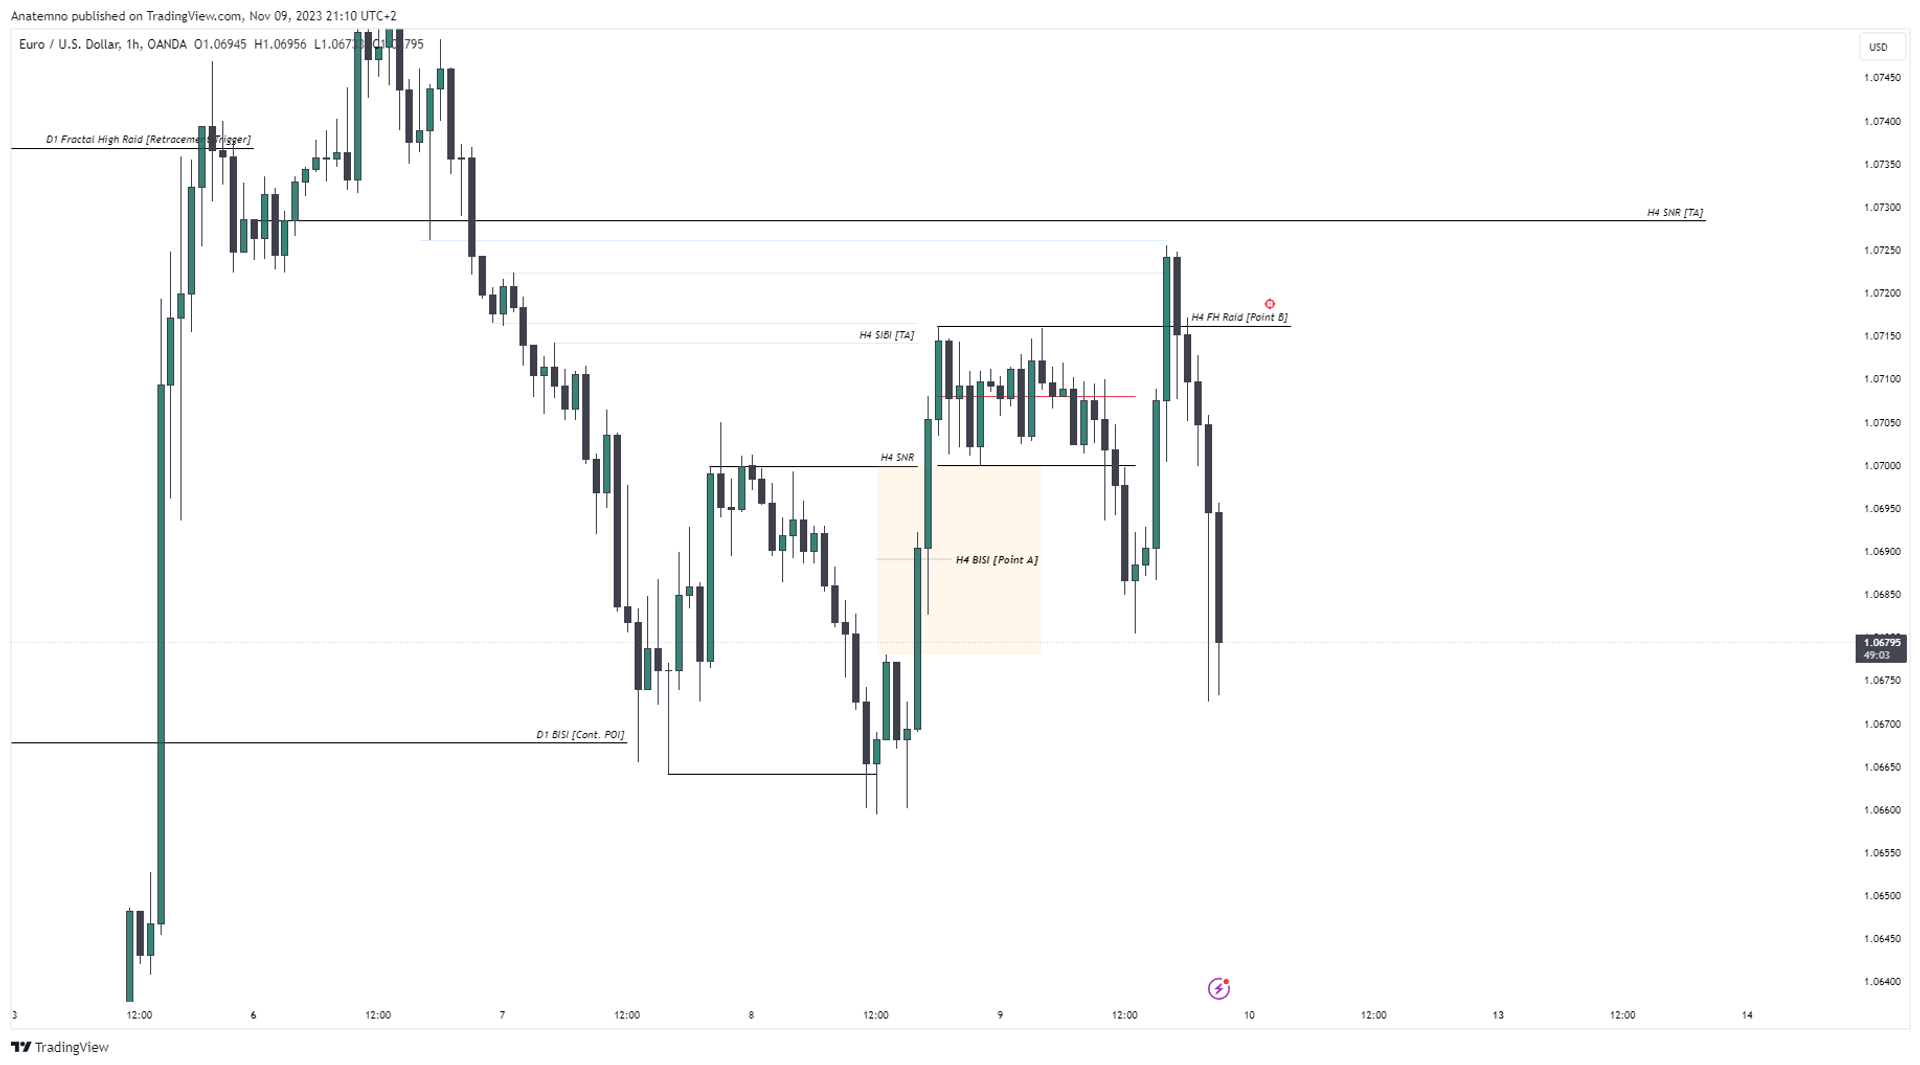 Anatemno published on TradingView.com, Nov 09, 2023 21:10 UTC+2
Euro / U.S. Dollar, 1h, OANDA O1.06945 H1.06956 L1.0673
USD
1.07450
1.07400
D1 Fractal High Raid [Retracement Trigger]
1.07350
H4 SNR [TA]
1.07300
1.07250
1.07200
H4 FH Raid [Point B]
H4 SIBI [TA]
1.07150
1.07100
1.07050
H4 SNR
1.07000
1.06950
1.06900
H4 BISI [Point A]
1.06850
1.06795
49:03
1.06750
1.06700
D1 BISI [Cont. POI]
1.06650
1.06600
1.06550
1.06500
1.06450
1.06400
3 12:00 6 12:00 7 12:00 8 12:00 9 12:00 10 12:00 13 12:00 14
TradingView